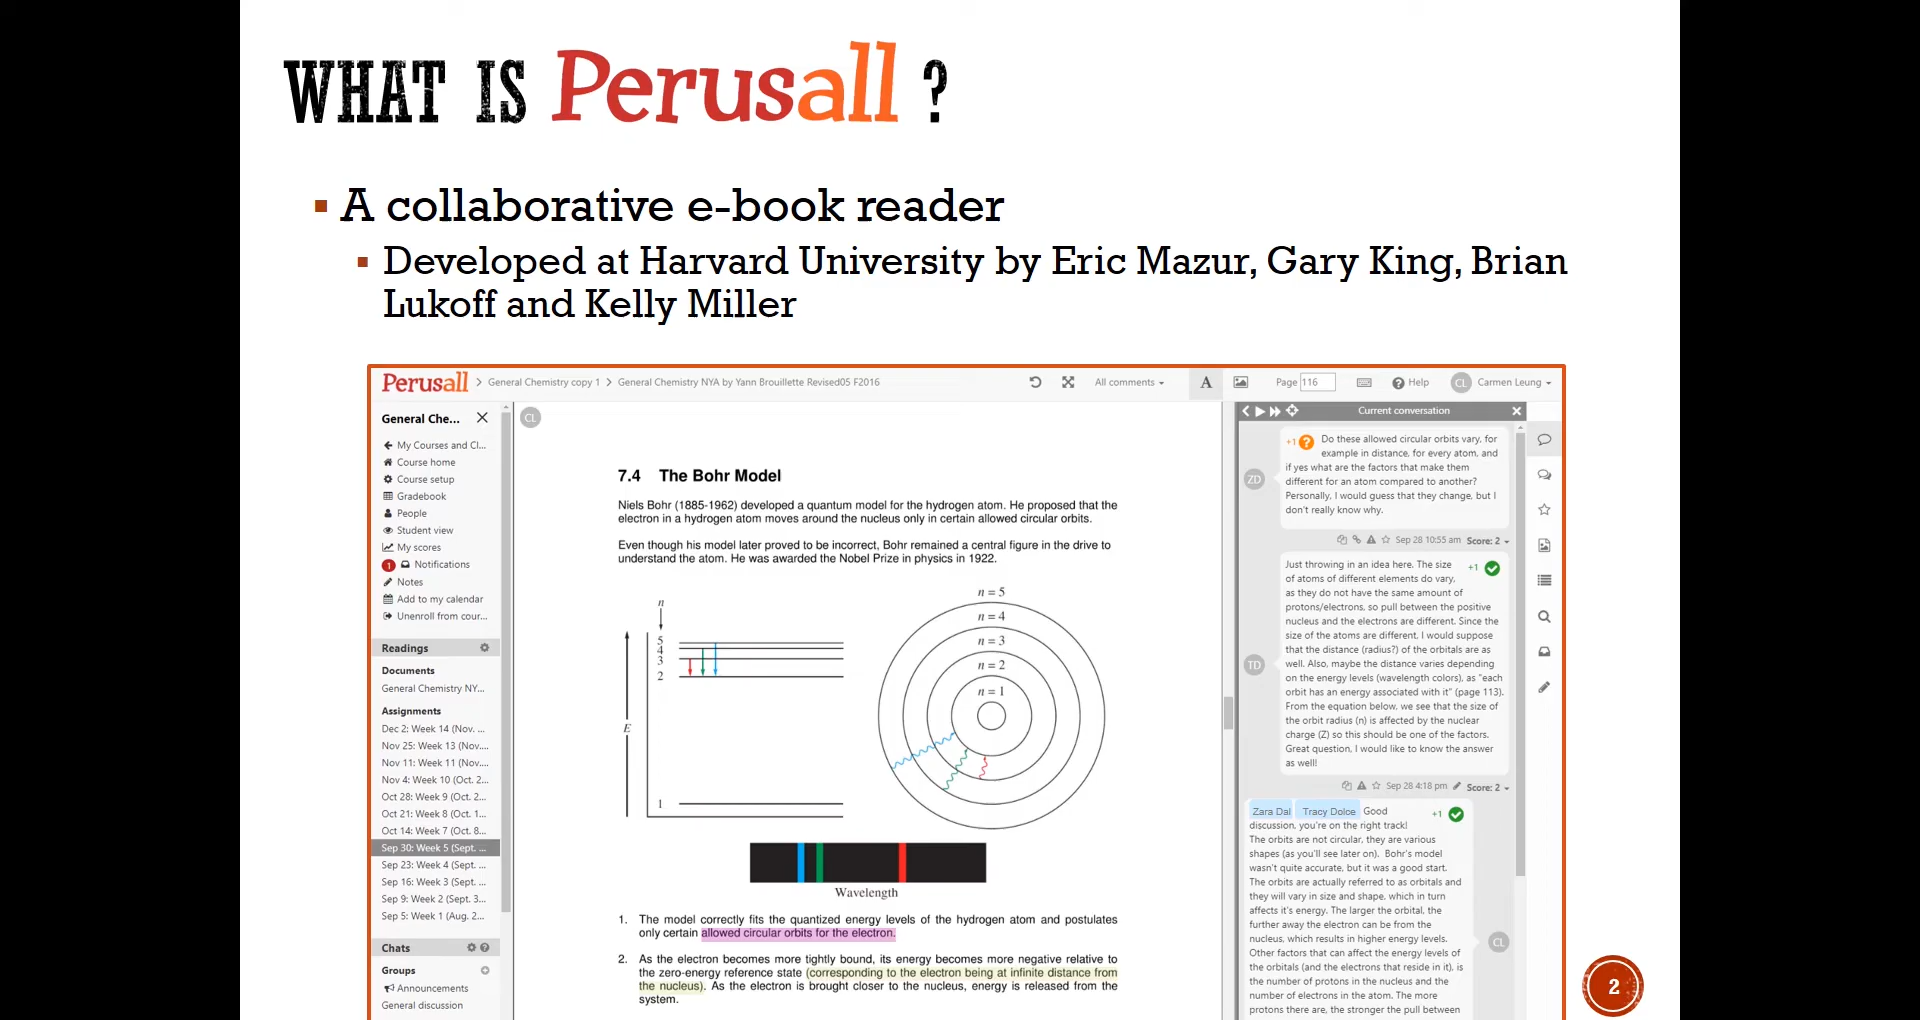 WHAT IS Perusall ?
A collaborative e-book reader
Developed at Harvard University by Eric Mazur, Gary King, Brian
Lukoff and Kelly Miller
Perusall
General Chemistry copy 1
General Chemistry NYA by Yann Brouillette Revised05 F2016
All comments
A
Page 116
Help
CL
Carmen Leung
General Che...
My Courses and Cl...
Course home
Course setup
Gradebook
People
Student view
My scores
1 Notifications
Notes
Add to my calendar
Unenroll from cour...
Readings
Documents
General Chemistry NY...
Assignments
Dec 2: Week 14 (Nov. ...
Nov 25: Week 13 (Nov....
Nov 11: Week 11 (Nov....
Nov 4: Week 10 (Oct. 2...
Oct 28: Week 9 (Oct. 2...
Oct 21: Week 8 (Oct. 1...
Oct 14: Week 7 (Oct. 8...
Sep 30: Week 5 (Sept. ...
Sep 23: Week 4 (Sept. ...
Sep 16: Week 3 (Sept. ...
Sep 9: Week 2 (Sept. 3...
Sep 5: Week 1 (Aug. 2...
Chats
Groups
Announcements
General discussion
CL
7.4 The Bohr Model
Niels Bohr (1885-1962) developed a quantum model for the hydrogen atom. He proposed that the
electron in a hydrogen atom moves around the nucleus only in certain allowed circular orbits.
Even though his model later proved to be incorrect, Bohr remained a central figure in the drive to
understand the atom. He was awarded the Nobel Prize in physics in 1922.
n
5
4
3
2
E
1
n = 5
n = 4
n = 3
n = 2
n = 1
Wavelength
1. The model correctly fits the quantized energy levels of the hydrogen atom and postulates
only certain allowed circular orbits for the electron.
2. As the electron becomes more tightly bound, its energy becomes more negative relative to
the zero-energy reference state (corresponding to the electron being at infinite distance from
the nucleus). As the electron is brought closer to the nucleus, energy is released from the
system.
Current conversation
+1 ? Do these allowed circular orbits vary, for
example in distance, for every atom, and
if yes what are the factors that make them
different for an atom compared to another?
Personally, I would guess that they change, but I
don't really know why.
ZD
Sep 28 10:55 am Score: 2
Just throwing in an idea here. The size +1
of atoms of different elements do vary,
as they do not have the same amount of
protons/electrons, so pull between the positive
nucleus and the electrons are different. Since the
size of the atoms are different, I would suppose
that the distance (radius?) of the orbitals are as
well. Also, maybe the distance varies depending
on the energy levels (wavelength colors), as "each
orbit has an energy associated with it" (page 113).
From the equation below, we see that the size of
the orbit radius (n) is affected by the nuclear
charge (Z) so this should be one of the factors.
Great question, I would like to know the answer
as well!
TD
Sep 28 4:18 pm Score: 2
Zara Dal Tracy Dolce Good +1
discussion, you're on the right track!
The orbits are not circular, they are various
shapes (as you'll see later on). Bohr's model
wasn't quite accurate, but it was a good start.
The orbits are actually referred to as orbitals and
they will vary in size and shape, which in turn
affects it's energy. The larger the orbital, the
further away the electron can be from the
nucleus, which results in higher energy levels.
Other factors that can affect the energy levels of
the orbitals (and the electrons that reside in it), is
the number of protons in the nucleus and the
number of electrons in the atom. The more
protons there are, the stronger the pull between
CL
2